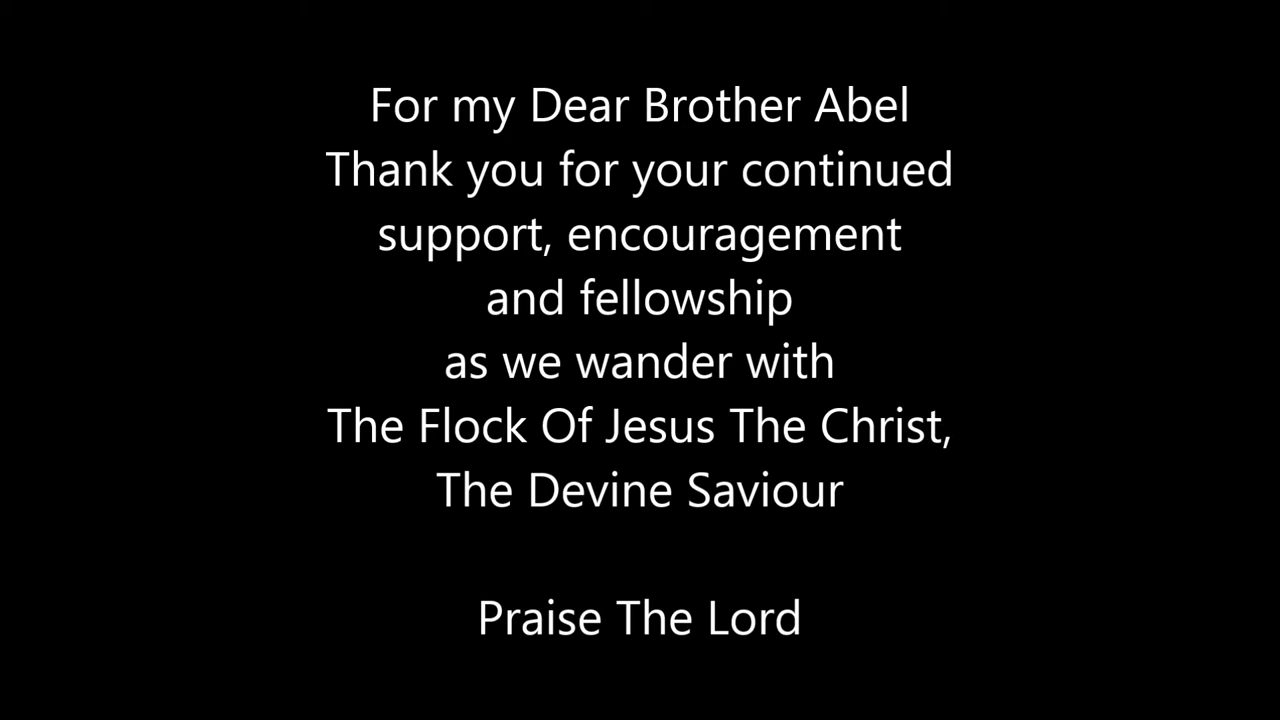 For my Dear Brother Abel
Thank you for your continued
support, encouragement
and fellowship
as we wander with
The Flock Of Jesus The Christ,
The Devine Saviour
Praise The Lord